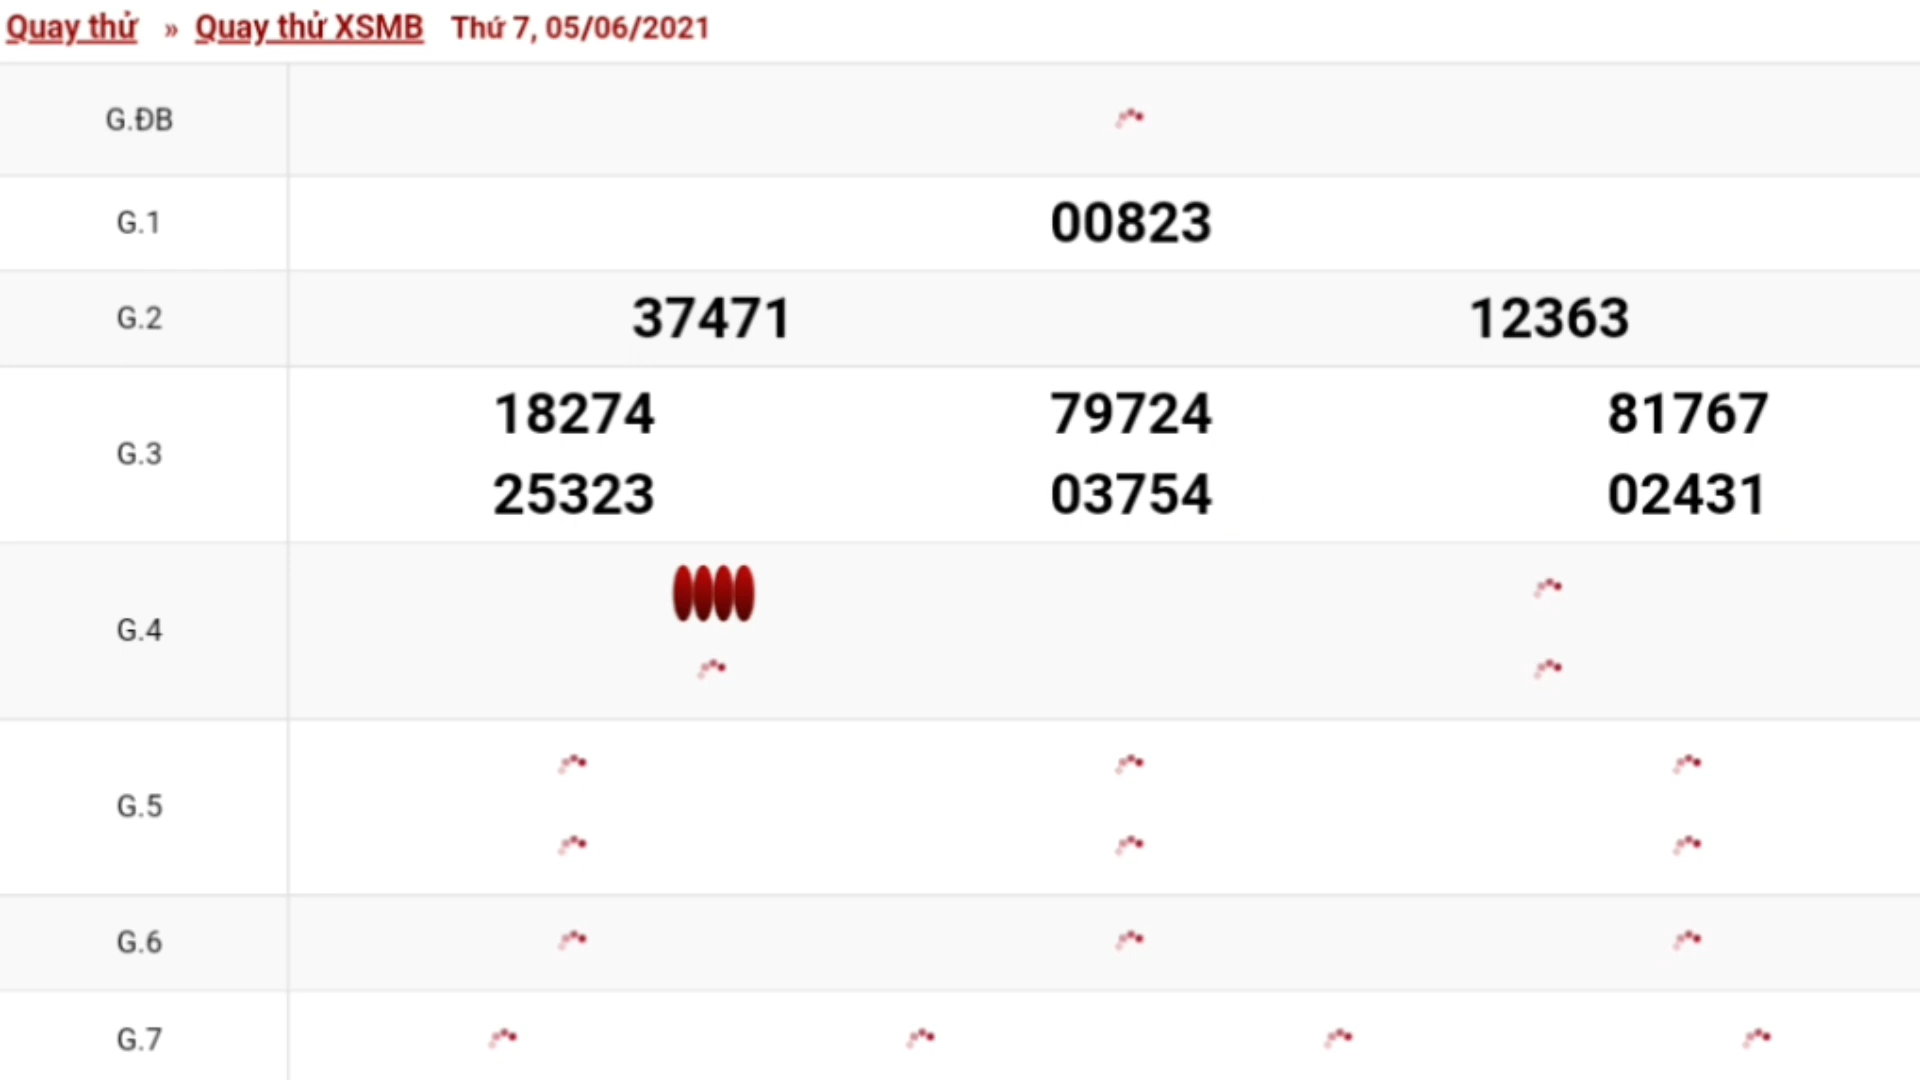 Quay thử » Quay thử XSMB Thứ 7, 05/06/2021
G.ĐB
G.1 00823
G.2 37471 12363
G.3
18274 79724 81767
25323 03754 02431
G.4
G.5
G.6
G.7